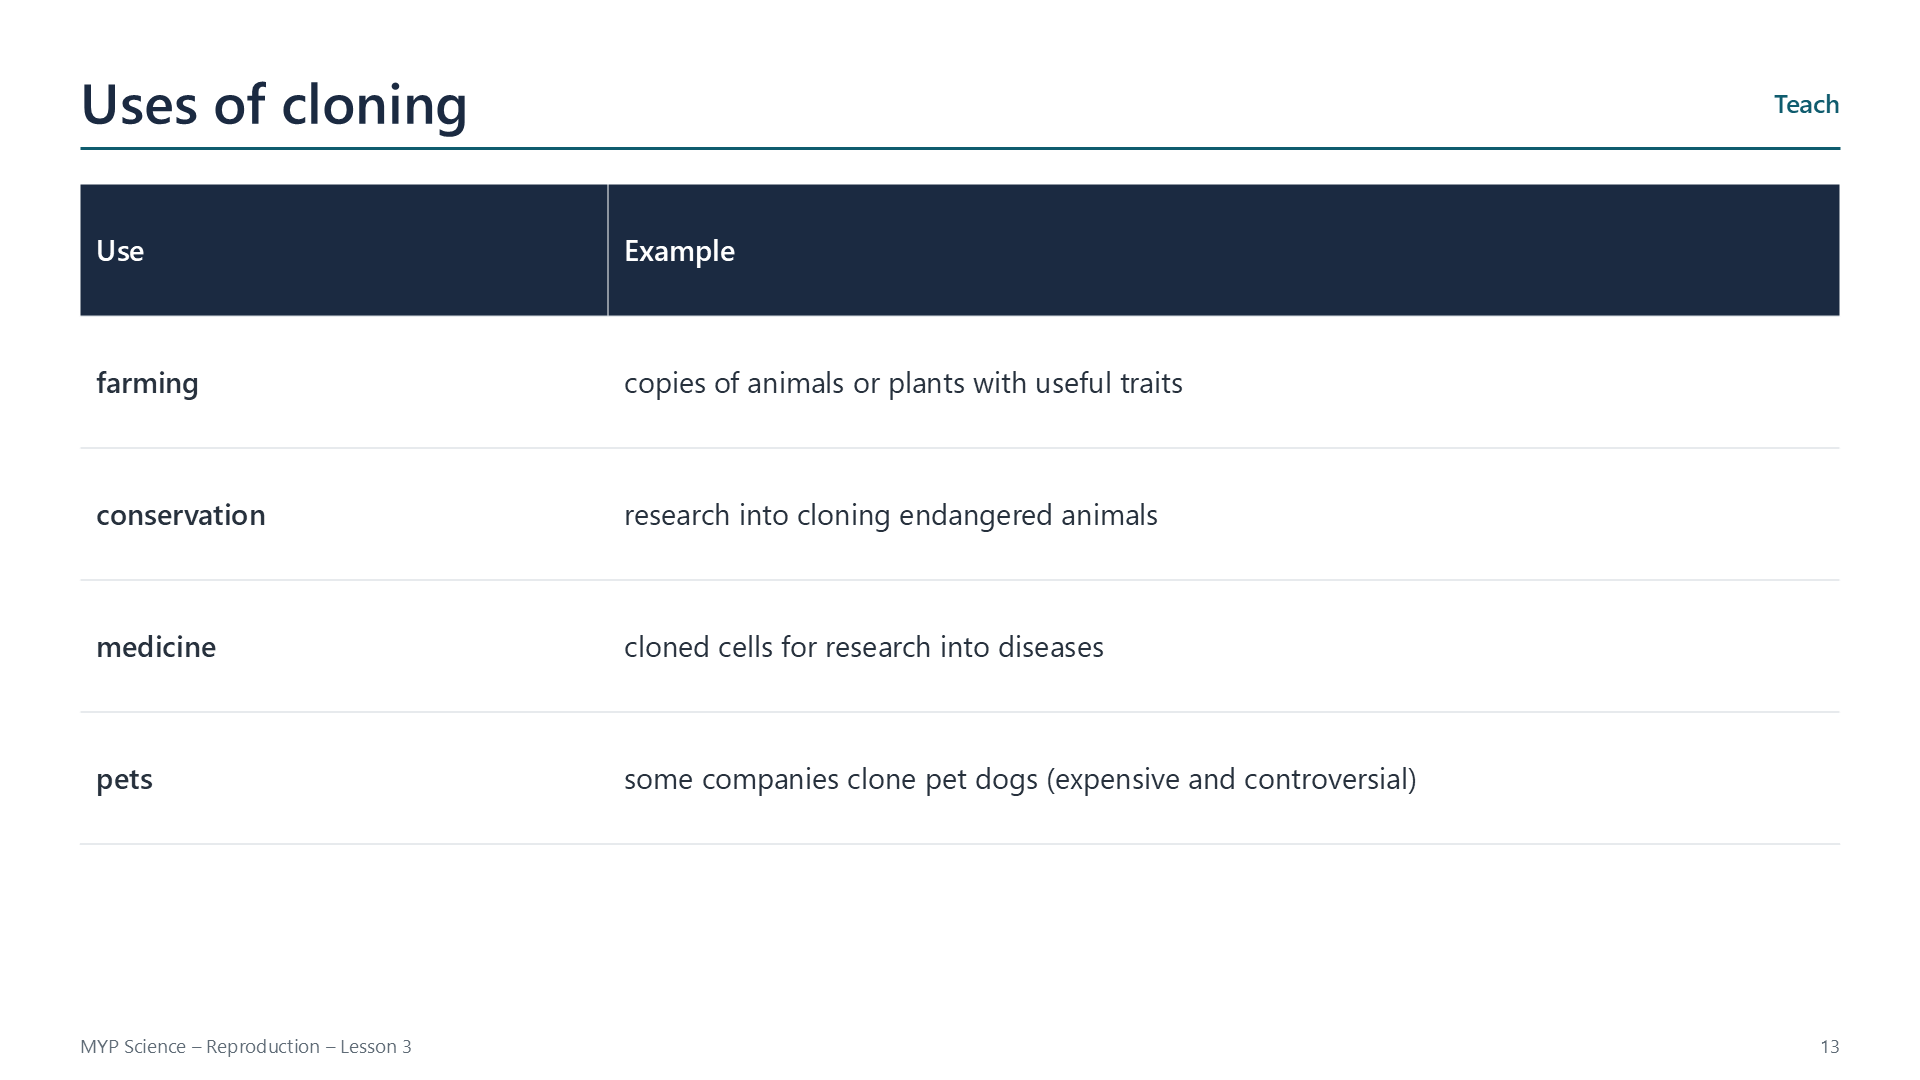 Uses of cloning
Teach
Use
Example
farming
copies of animals or plants with useful traits
conservation
research into cloning endangered animals
medicine
cloned cells for research into diseases
pets
some companies clone pet dogs (expensive and controversial)
MYP Science – Reproduction – Lesson 3
13